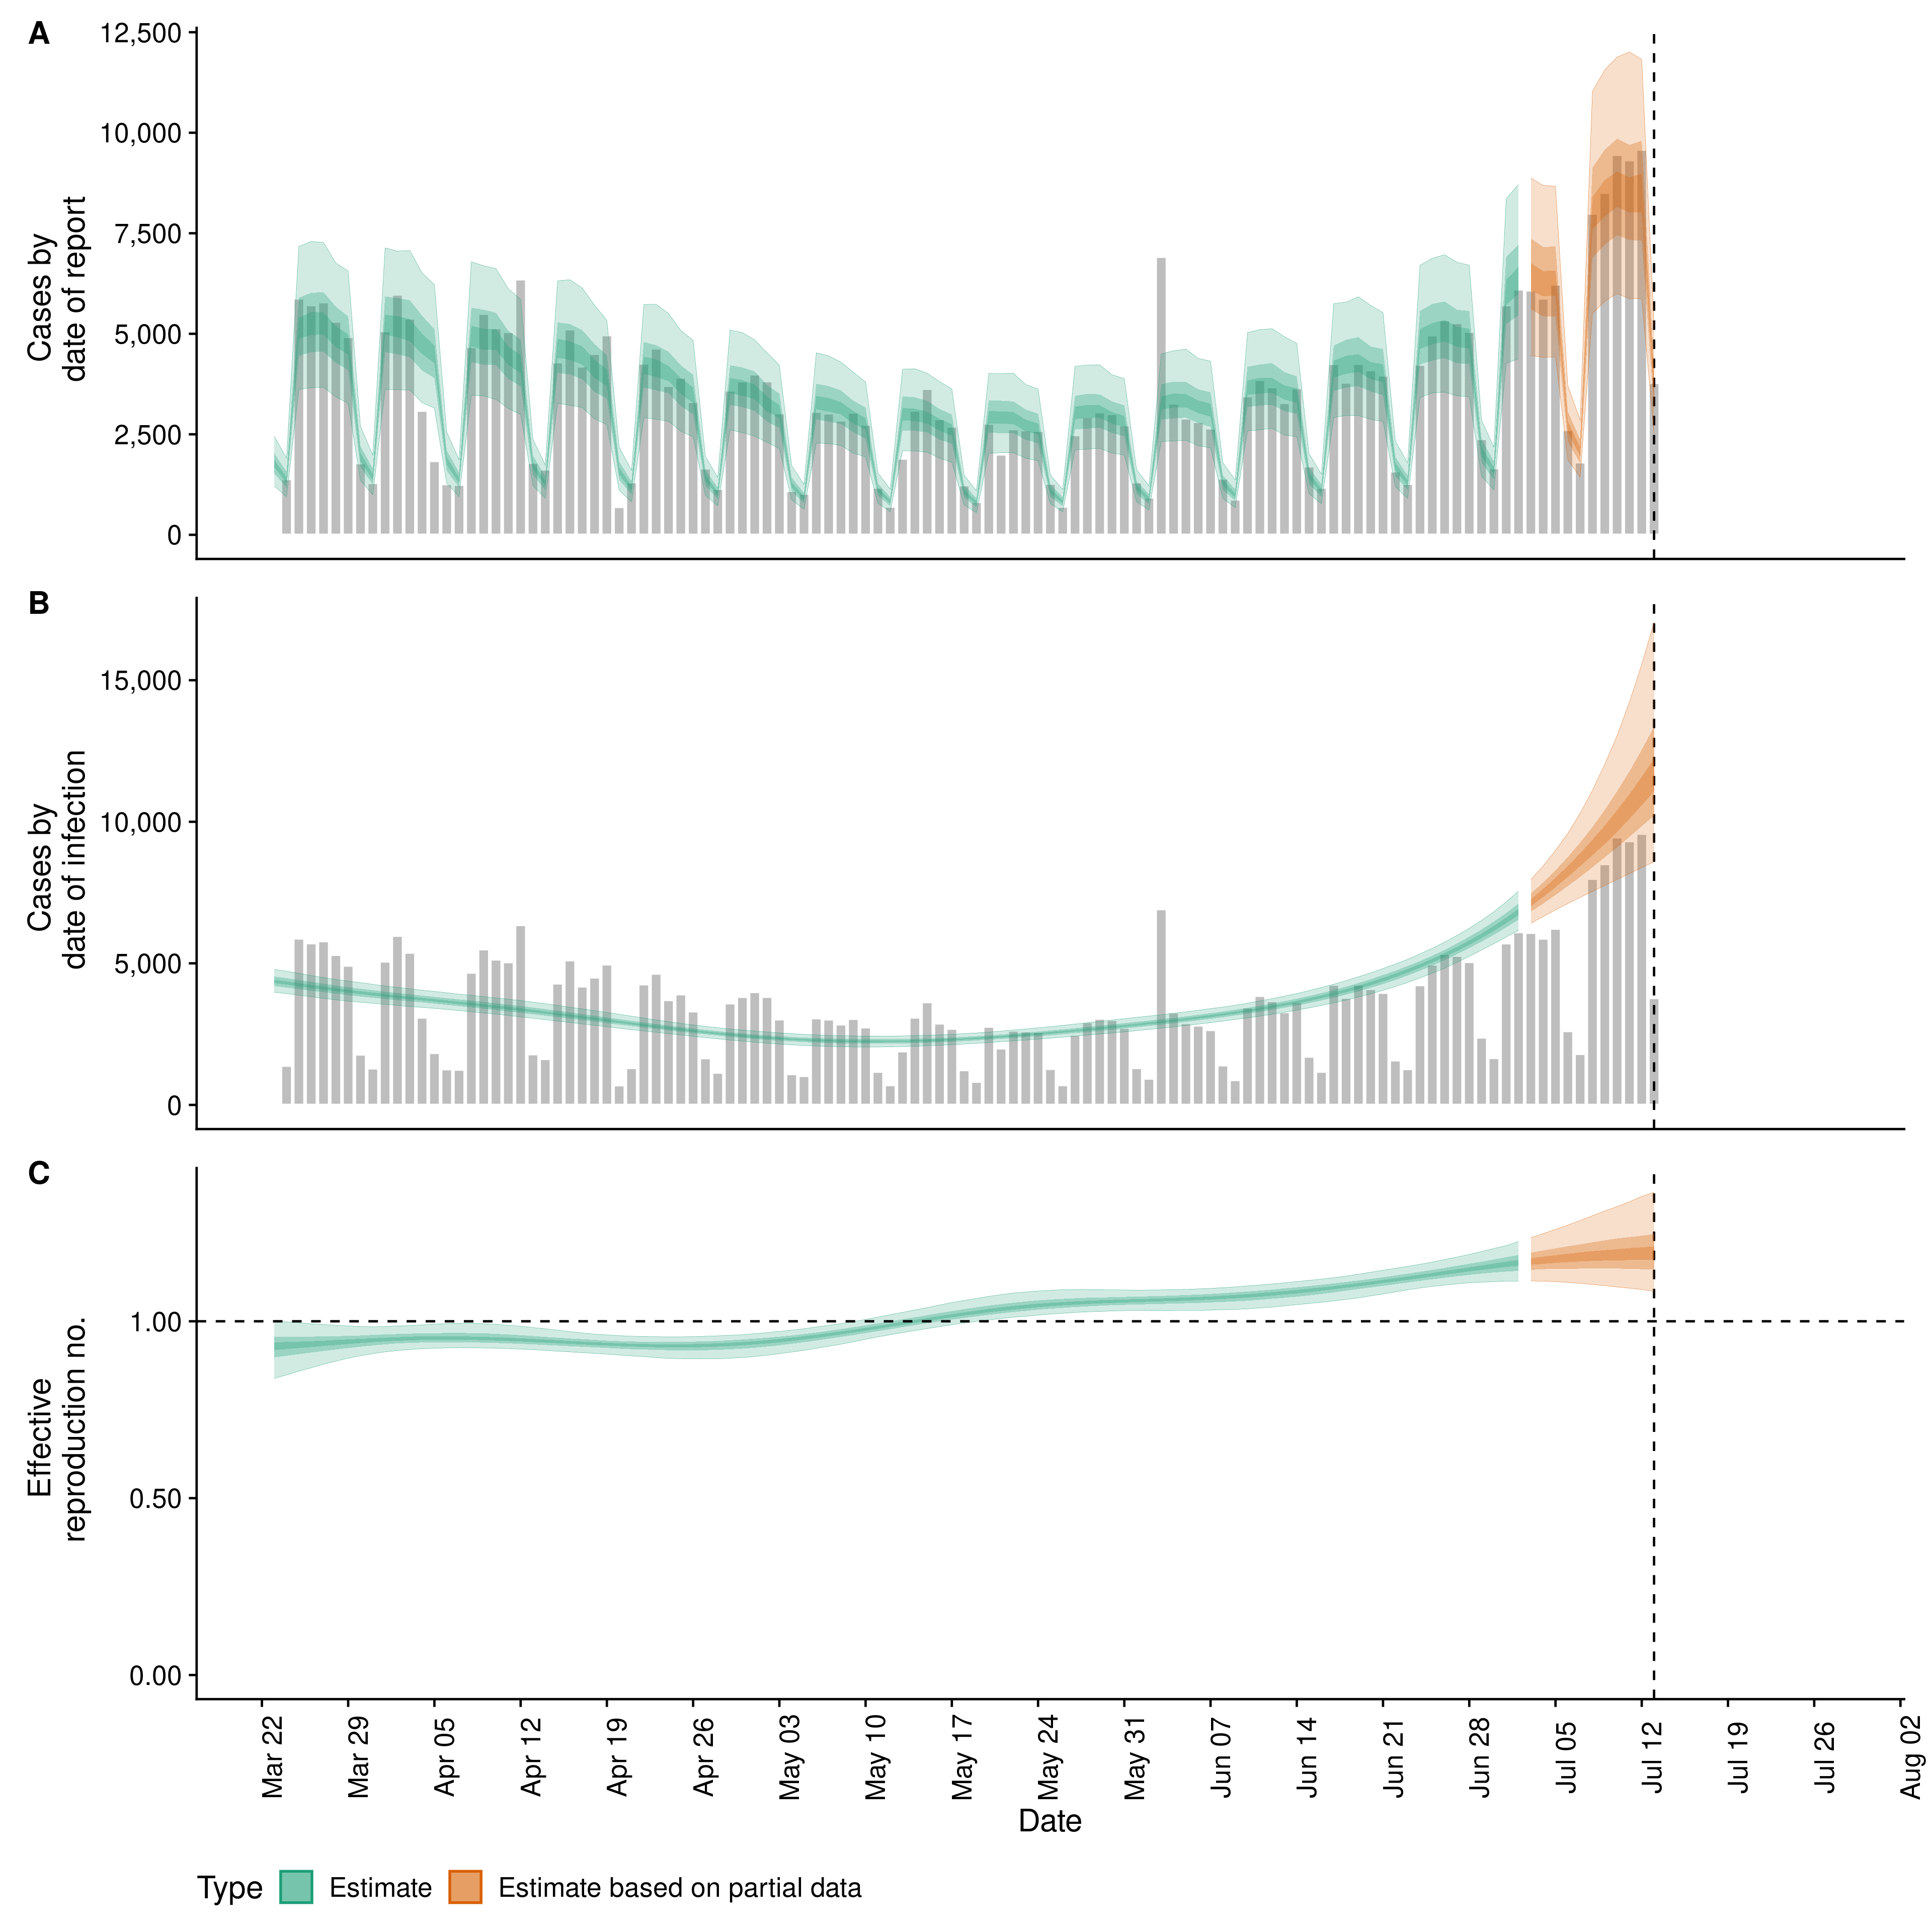 A
12,500
10,000
7,500
5,000
2,500
0
Cases by
date of report
B
15,000
10,000
5,000
0
Cases by
date of infection
C
1.00
0.50
0.00
Effective
reproduction no.
Mar 22
Mar 29
Apr 05
Apr 12
Apr 19
Apr 26
May 03
May 10
May 17
May 24
May 31
Jun 07
Jun 14
Jun 21
Jun 28
Jul 05
Jul 12
Jul 19
Jul 26
Aug 02
Date
Type Estimate Estimate based on partial data